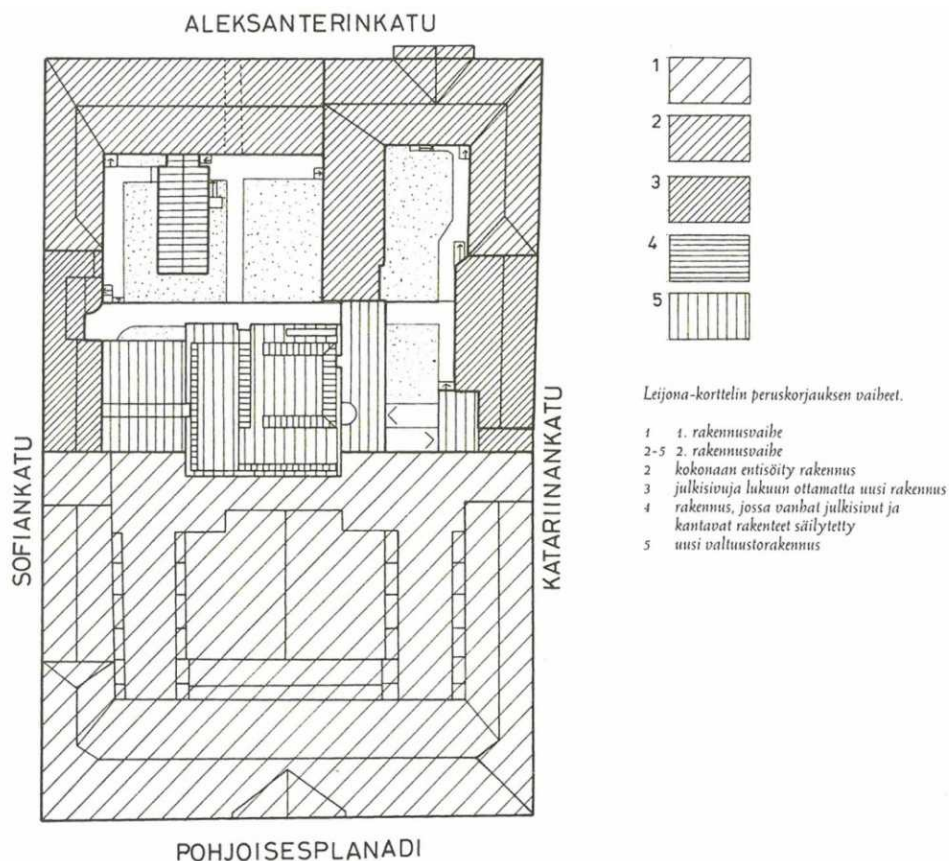 ALEKSANTERINKATU
SOFIANKATU
KATARIINANKATU
POHJOISESPLANADI
1
2
3
4
5
Leijona-korttelin peruskorjauksen vaiheet.
1 1. rakennusvaihe
2-5 2. rakennusvaihe
2 kokonaan entisöity rakennus
3 julkisivuja lukuun ottamatta uusi rakennus
4 rakennus, jossa vanhat julkisivut ja
kantavat rakenteet säilytetty
5 uusi valtuustorakennus